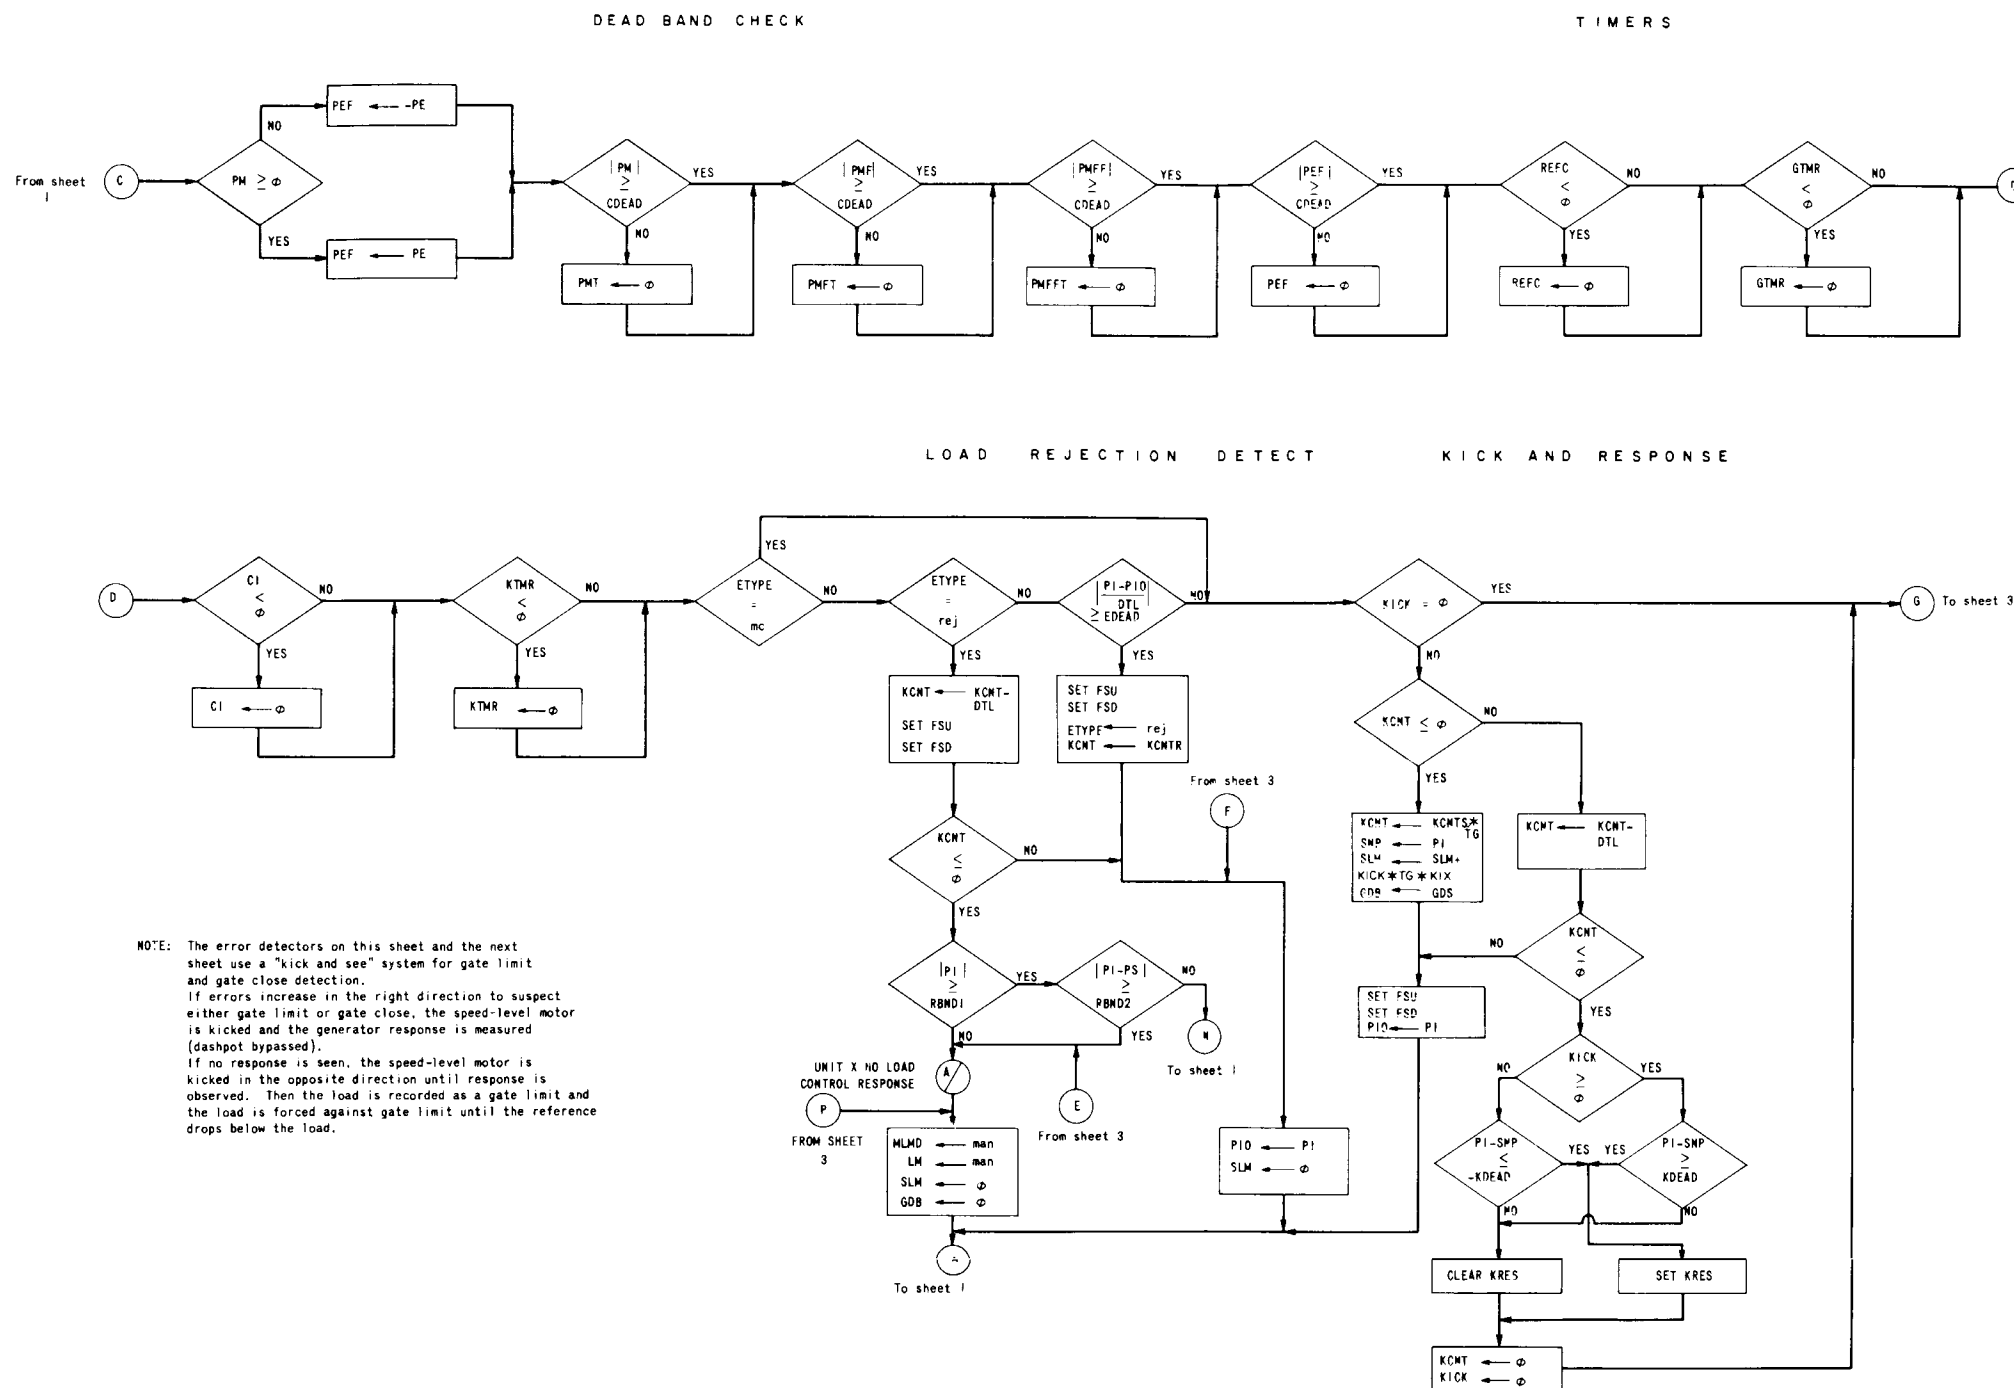 DEAD BAND CHECK
TIMERS
From sheet
1
C
PM ≥ Φ
NO
YES
PEF ← -PE
PEF ← PE
|PM|
≥
CDEAD
YES
NO
PMT ← Φ
|PMF|
≥
CDEAD
YES
NO
PMFT ← Φ
|PMFF|
≥
CDEAD
YES
NO
PMFFT ← Φ
|PEF|
≥
CDEAD
YES
NO
PEF ← Φ
REFC
<
Φ
NO
YES
REFC ← Φ
GTMR
<
Φ
NO
YES
GTMR ← Φ
LOAD REJECTION DETECT
KICK AND RESPONSE
D
CI
<
Φ
NO
YES
CI ← Φ
KTMR
<
Φ
NO
YES
KTMR ← Φ
ETYPE
=
mc
YES
NO
ETYPE
=
rej
NO
YES
|PI-PIO|
DTL
≥ EDEAD
NO
YES
KCNT ← KCNT-
DTL
SET FSU
SET FSD
SET FSU
SET FSD
ETYPE ← rej
KCNT ← KCNTR
KCNT
≤
Φ
NO
YES
From sheet 3
F
|PI|
≥
RBND1
YES
NO
|PI-PS|
≥
RBND2
NO
YES
N
To sheet 1
UNIT X NO LOAD
CONTROL RESPONSE
A
P
FROM SHEET
3
E
From sheet 3
MLMD ← man
LM ← man
SLM ← Φ
GDB ← Φ
PIO ← PI
SLM ← Φ
To sheet 1
KICK = Φ
YES
NO
G
To sheet 3
KCNT ≤ Φ
NO
YES
KCNT ← KCNTS*
TG
SNP ← PI
SLM ← SLM+
KICK*TG*KIX
GDB ← GDS
KCNT ← KCNT-
DTL
KCNT
≤
Φ
NO
YES
SET FSU
SET FSD
PIO ← PI
KICK
≥
Φ
NO
YES
PI-SNP
≤
-KDEAD
YES
NO
PI-SNP
≥
KDEAD
YES
NO
CLEAR KRES
SET KRES
KCNT ← Φ
KICK ← Φ
NOTE: The error detectors on this sheet and the next
sheet use a "kick and see" system for gate limit
and gate close detection.
If errors increase in the right direction to suspect
either gate limit or gate close, the speed-level motor
is kicked and the generator response is measured
(dashpot bypassed).
If no response is seen, the speed-level motor is
kicked in the opposite direction until response is
observed. Then the load is recorded as a gate limit and
the load is forced against gate limit until the reference
drops below the load.